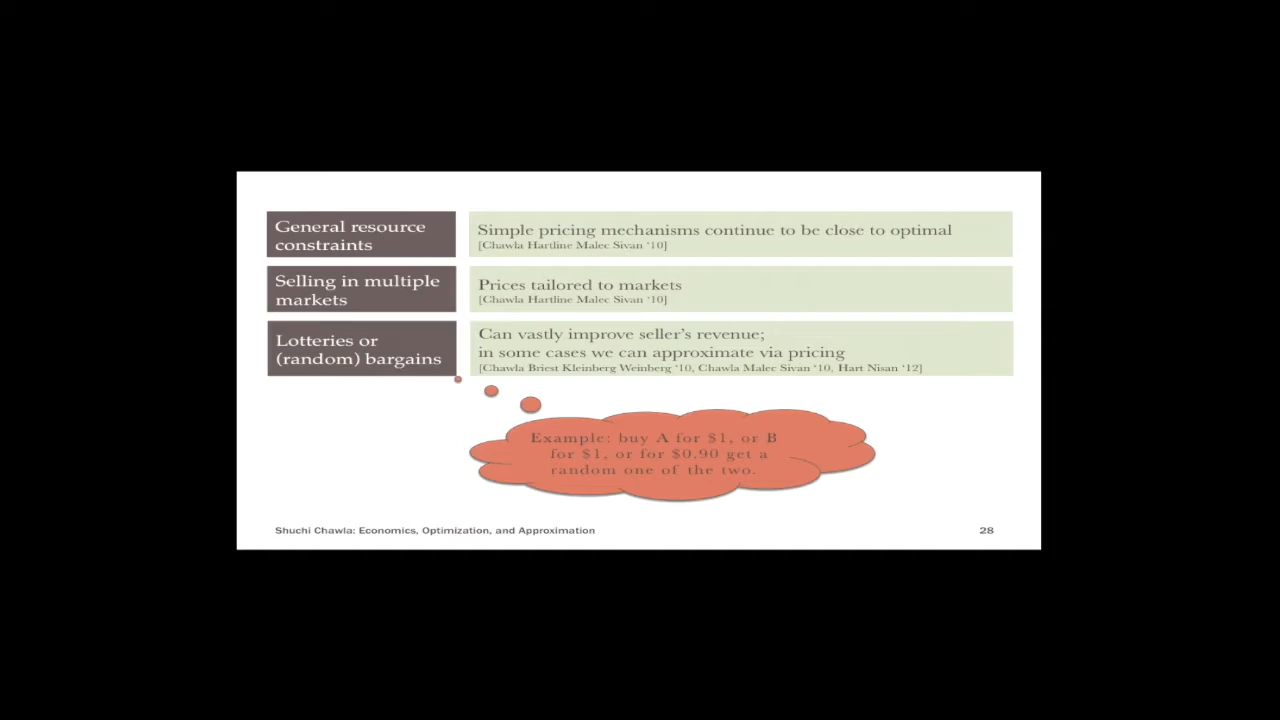 General resource
constraints
Simple pricing mechanisms continue to be close to optimal
[Chawla Hartline Malec Sivan ‘10]
Selling in multiple
markets
Prices tailored to markets
[Chawla Hartline Malec Sivan ‘10]
Lotteries or
(random) bargains
Can vastly improve seller’s revenue;
in some cases we can approximate via pricing
[Chawla Briest Kleinberg Weinberg ‘10, Chawla Malec Sivan ‘10, Hart Nisan ‘12]
Example: buy A for $1, or B
for $1, or for $0.90 get a
random one of the two.
Shuchi Chawla: Economics, Optimization, and Approximation
28